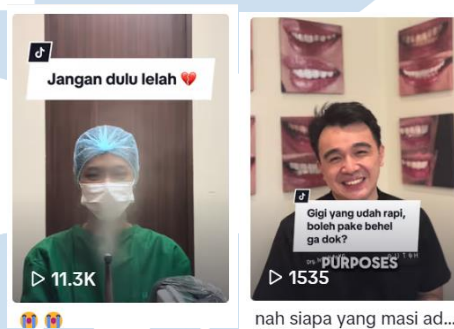 Jangan dulu lelah 💔
11.3K
😭 😭
Gigi yang udah rapi,
boleh pake behel
ga dok?
PURPOSES
1535
nah siapa yang masi ad...